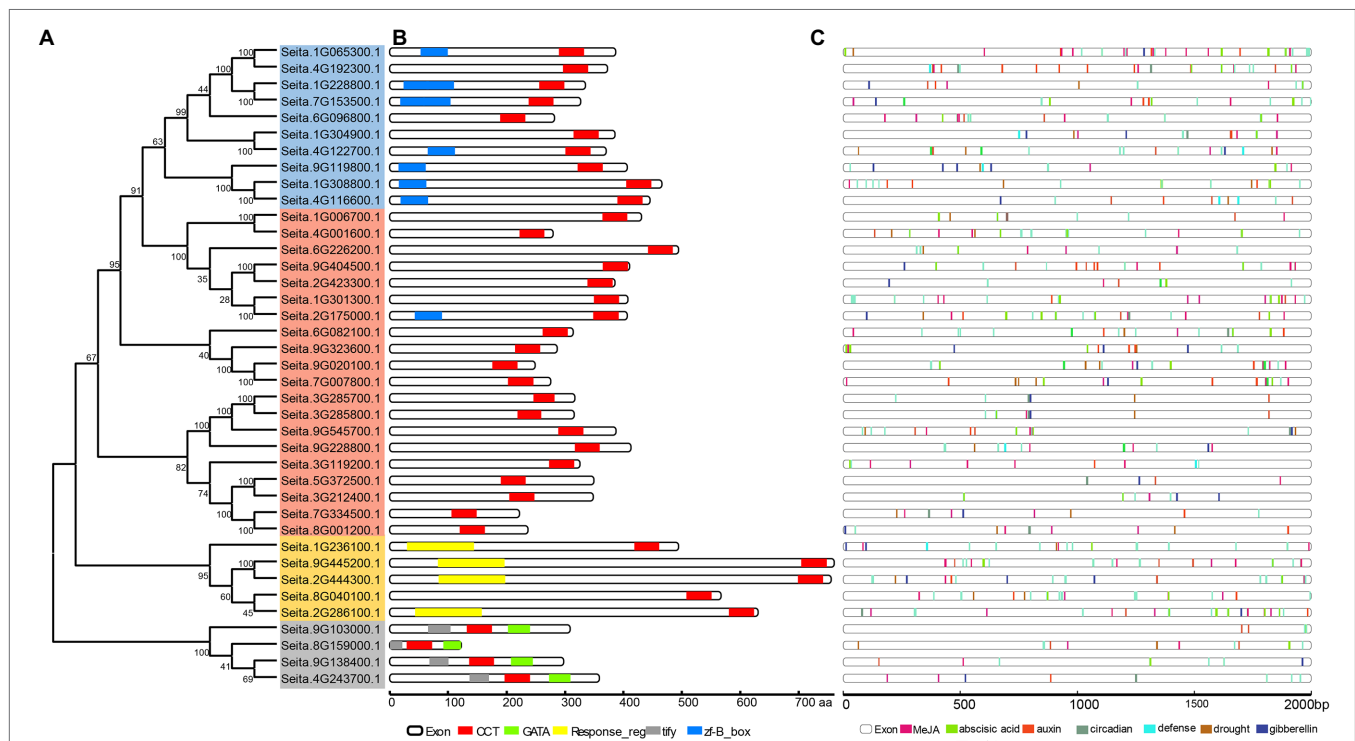 A
B
C
Seita.1G065300.1
Seita.4G192300.1
Seita.1G228800.1
Seita.7G153500.1
Seita.6G096800.1
Seita.1G304900.1
Seita.4G122700.1
Seita.9G119800.1
Seita.1G308800.1
Seita.4G116600.1
Seita.1G006700.1
Seita.4G001600.1
Seita.6G226200.1
Seita.9G404500.1
Seita.2G423300.1
Seita.1G301300.1
Seita.2G175000.1
Seita.6G082100.1
Seita.9G323600.1
Seita.9G020100.1
Seita.7G007800.1
Seita.3G285700.1
Seita.3G285800.1
Seita.9G545700.1
Seita.9G228800.1
Seita.3G119200.1
Seita.5G372500.1
Seita.3G212400.1
Seita.7G334500.1
Seita.8G001200.1
Seita.1G236100.1
Seita.9G445200.1
Seita.2G444300.1
Seita.8G040100.1
Seita.2G286100.1
Seita.9G103000.1
Seita.8G159000.1
Seita.9G138400.1
Seita.4G243700.1
100
44
100
99
63
100
91
100
100
95
100
35
100
28
100
67
40
100
100
100
100
100
82
100
74
100
100
95
100
60
45
100
41
69
0 100 200 300 400 500 600 700 aa
Exon CCT GATA Response_reg tify zf-B_box
0 500 1000 1500 2000bp
Exon MeJA abscisic acid auxin circadian defense drought gibberellin